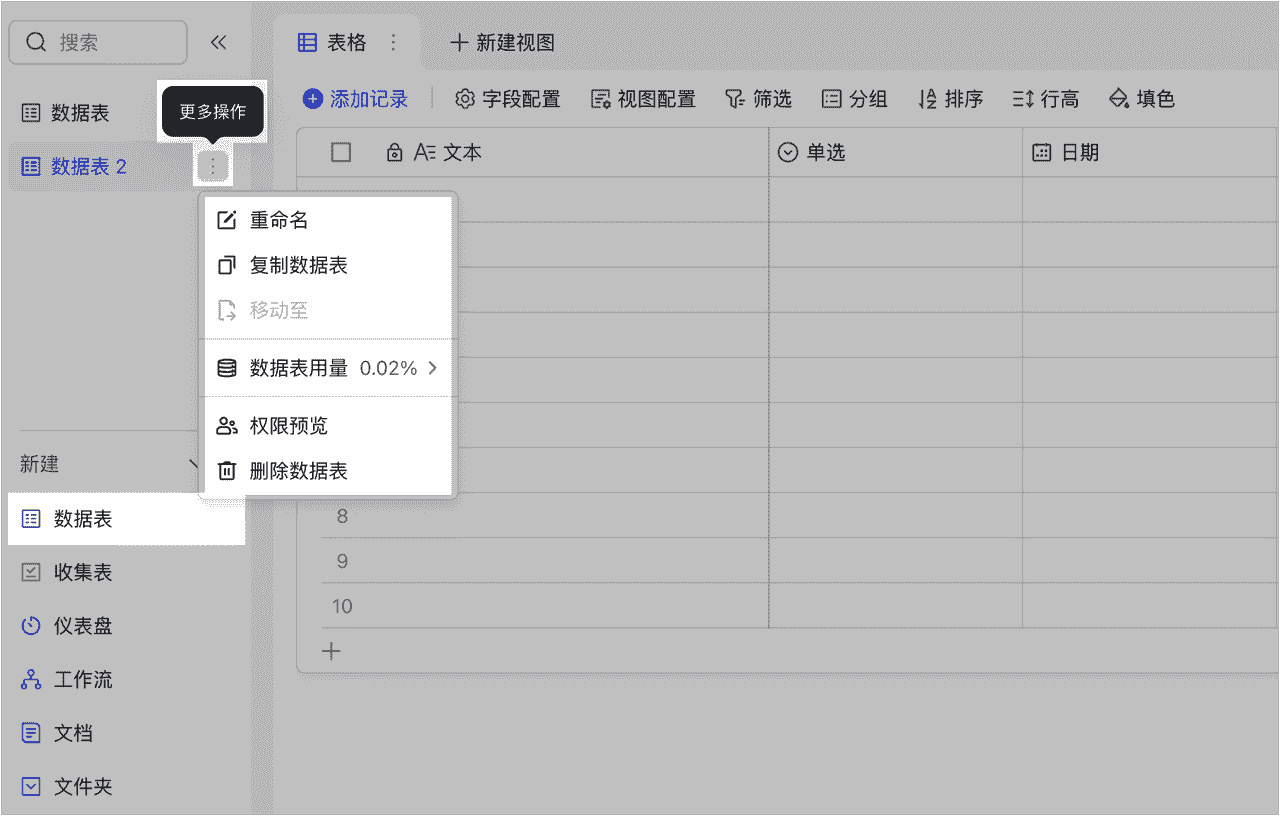 搜索
表格
新建视图
数据表
更多操作
添加记录
字段配置
视图配置
筛选
分组
排序
行高
填色
数据表 2
文本
单选
日期
重命名
复制数据表
移动至
数据表用量 0.02%
权限预览
删除数据表
新建
数据表
收集表
仪表盘
工作流
文档
文件夹
8
9
10